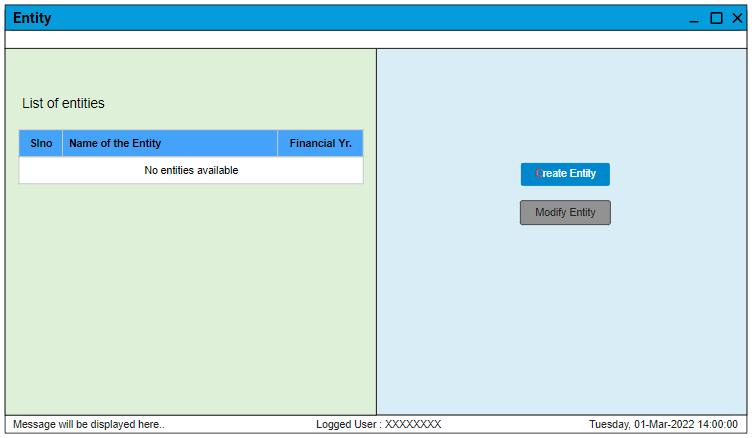 Entity
List of entities
Slno Name of the Entity Financial Yr.
No entities available
Create Entity
Modify Entity
Message will be displayed here.. Logged User : XXXXXXXX Tuesday, 01-Mar-2022 14:00:00